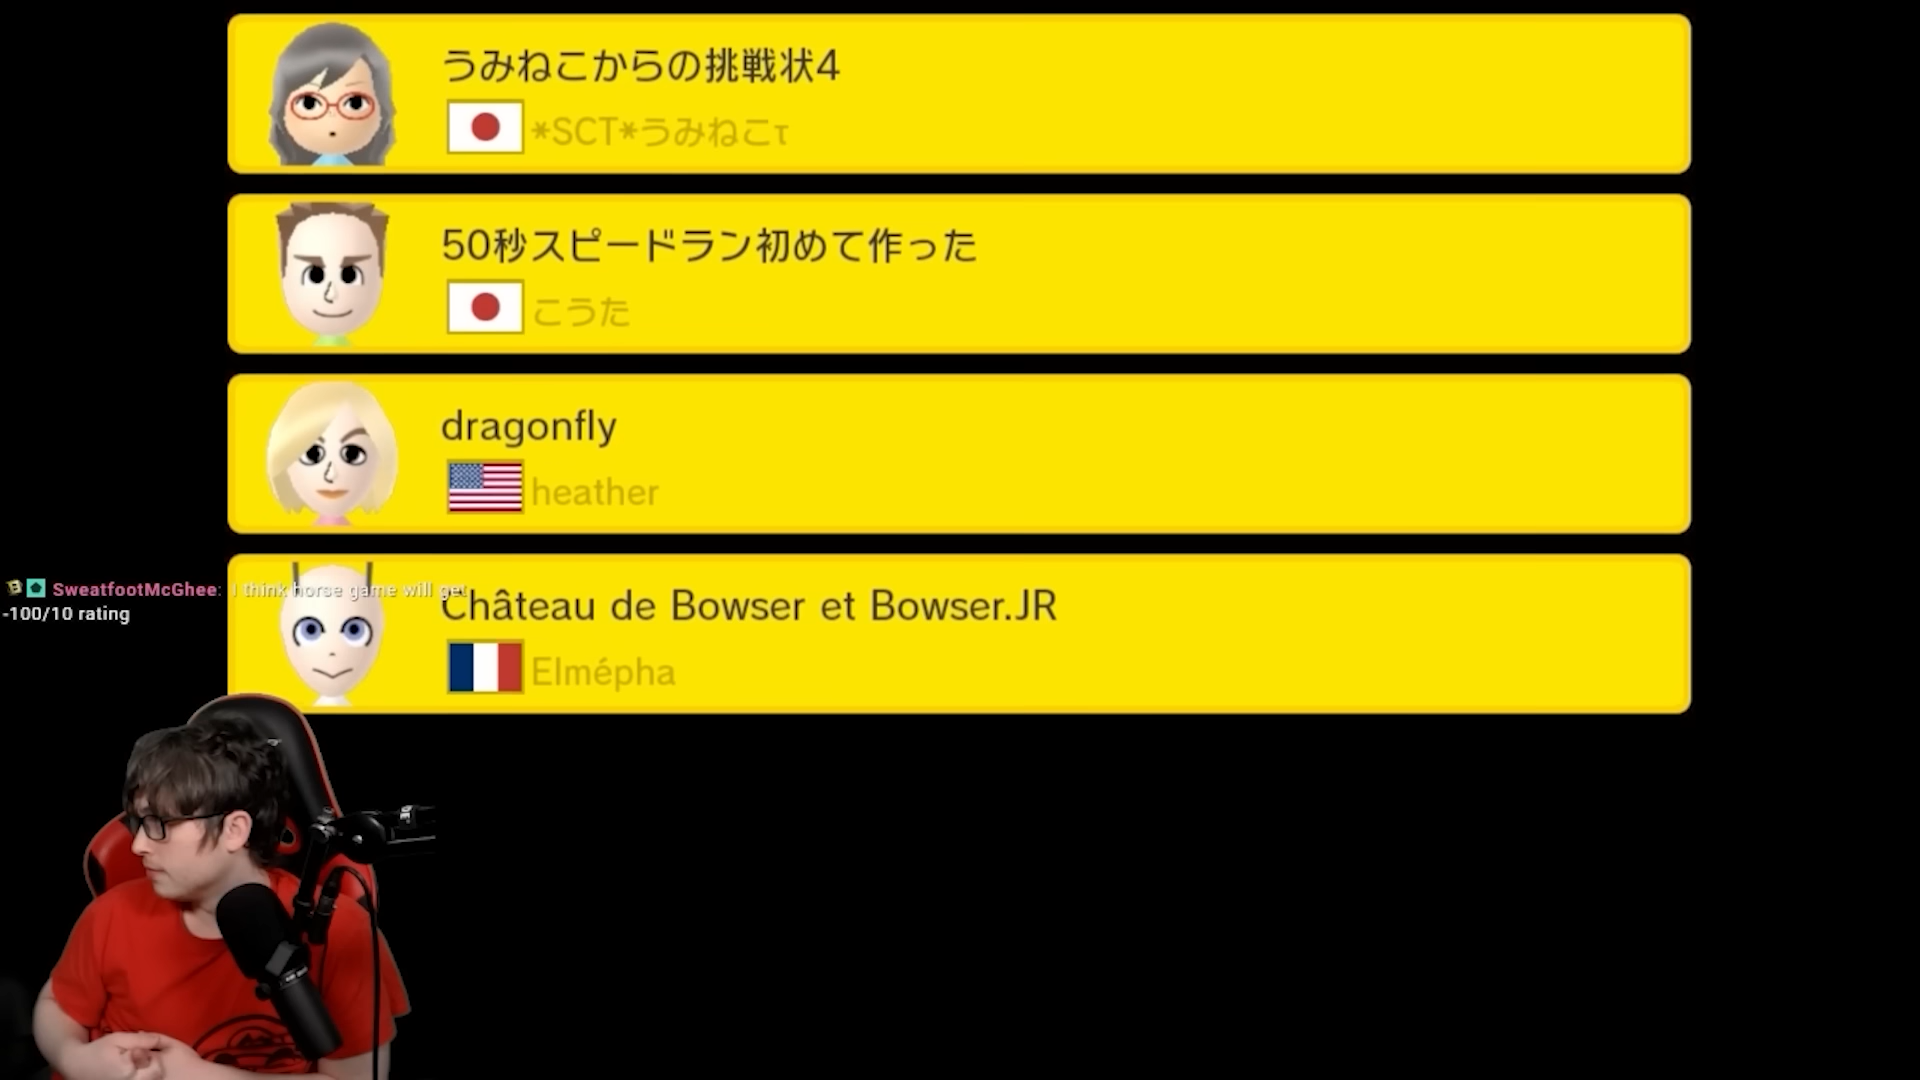 うみねこからの挑戦状4
*SCT*うみねこτ
50秒スピードラン初めて作った
こうた
dragonfly
heather
SweatfootMcGhee: I think horse game will get
-100/10 rating
Château de Bowser et Bowser.JR
Elmépha